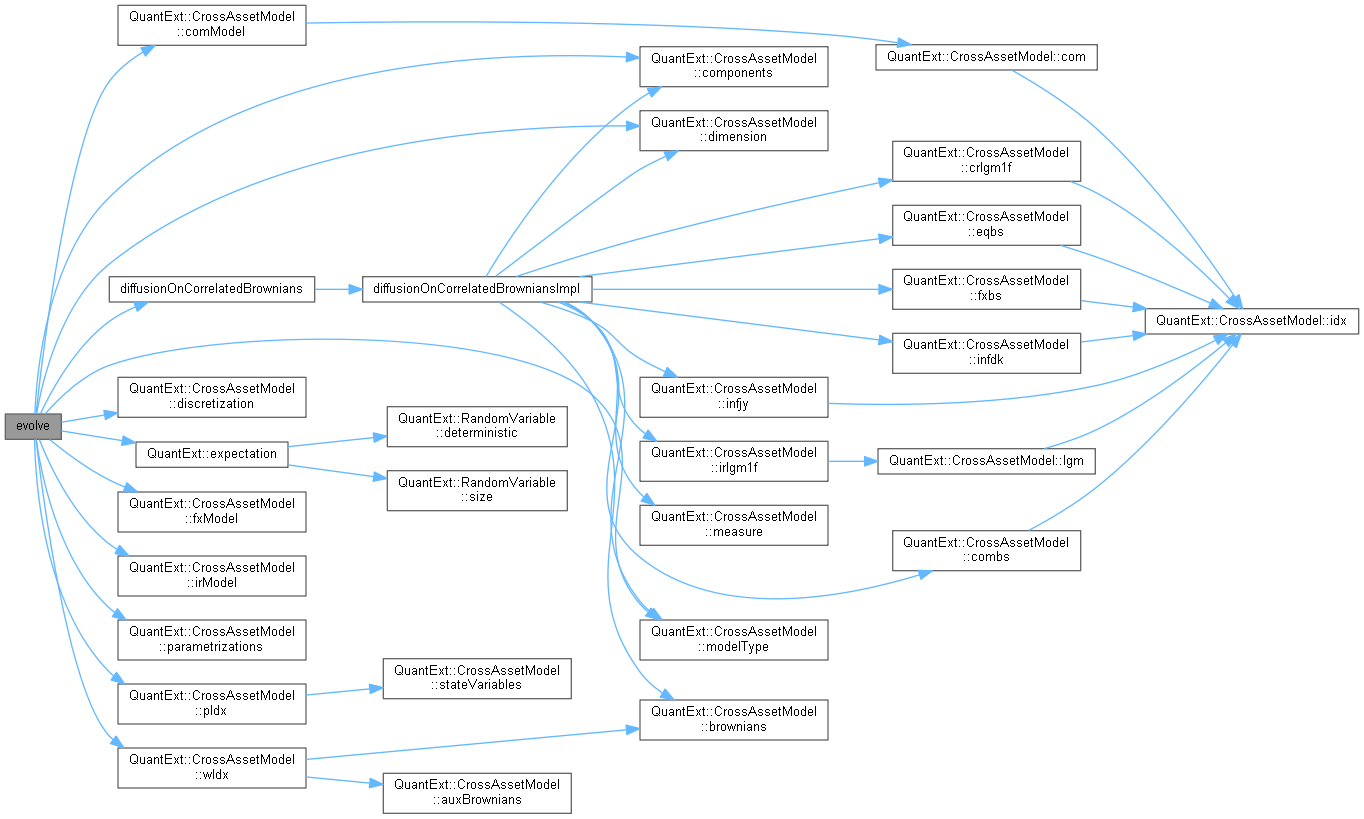 evolve
QuantExt::CrossAssetModel
::comModel
diffusionOnCorrelatedBrownians
QuantExt::CrossAssetModel
::discretization
QuantExt::expectation
QuantExt::CrossAssetModel
::fxModel
QuantExt::CrossAssetModel
::irModel
QuantExt::CrossAssetModel
::parametrizations
QuantExt::CrossAssetModel
::pIdx
QuantExt::CrossAssetModel
::wIdx
diffusionOnCorrelatedBrowniansImpl
QuantExt::RandomVariable
::deterministic
QuantExt::RandomVariable
::size
QuantExt::CrossAssetModel
::stateVariables
QuantExt::CrossAssetModel
::auxBrownians
QuantExt::CrossAssetModel
::components
QuantExt::CrossAssetModel
::dimension
QuantExt::CrossAssetModel
::infjy
QuantExt::CrossAssetModel
::irlgm1f
QuantExt::CrossAssetModel
::measure
QuantExt::CrossAssetModel
::modelType
QuantExt::CrossAssetModel
::brownians
QuantExt::CrossAssetModel::com
QuantExt::CrossAssetModel
::crlgm1f
QuantExt::CrossAssetModel
::eqbs
QuantExt::CrossAssetModel
::fxbs
QuantExt::CrossAssetModel
::infdk
QuantExt::CrossAssetModel::lgm
QuantExt::CrossAssetModel
::combs
QuantExt::CrossAssetModel::idx